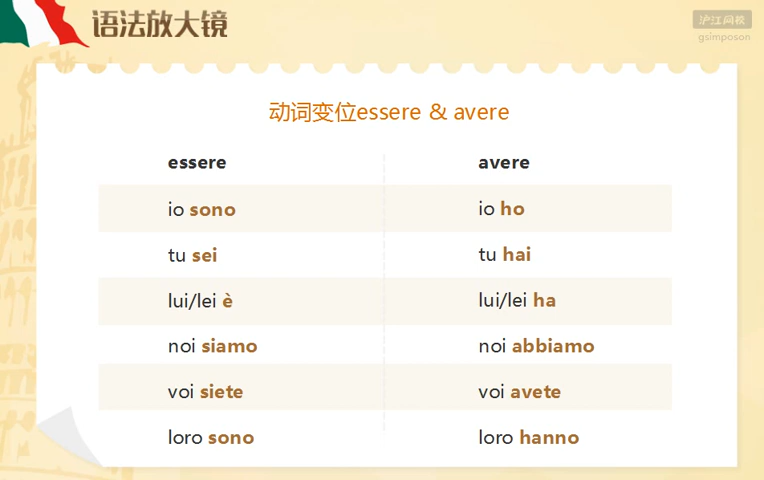 语法放大镜
沪江网校
gsimposon
动词变位essere & avere
essere avere
io sono io ho
tu sei tu hai
lui/lei è lui/lei ha
noi siamo noi abbiamo
voi siete voi avete
loro sono loro hanno